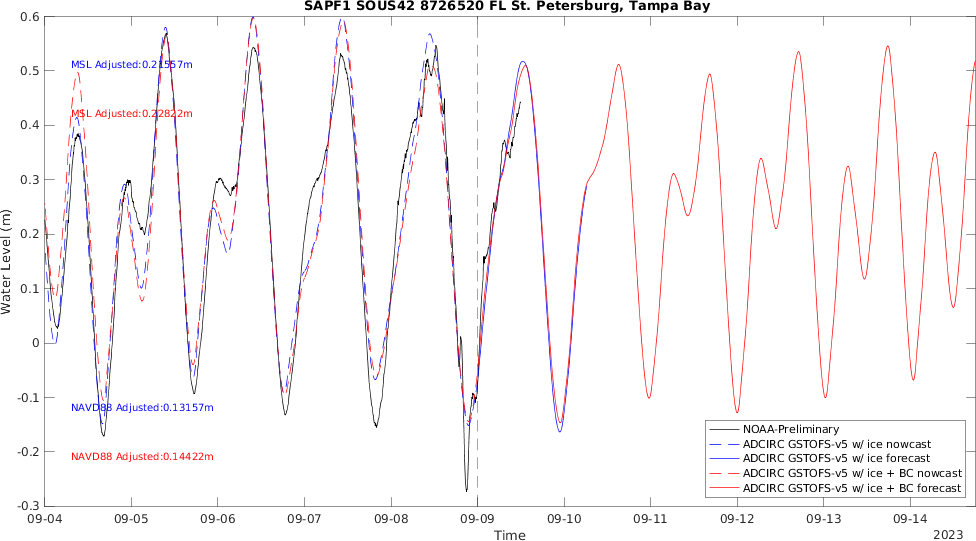 SAPF1 SOUS42 8726520 FL St. Petersburg, Tampa Bay
0.6
0.5
0.4
0.3
0.2
0.1
0
-0.1
-0.2
-0.3
Water Level (m)
MSL Adjusted:0.21557m
MSL Adjusted:0.22822m
NAVD88 Adjusted:0.13157m
NAVD88 Adjusted:0.14422m
NOAA-Preliminary
ADCIRC GSTOFS-v5 w/ ice nowcast
ADCIRC GSTOFS-v5 w/ ice forecast
ADCIRC GSTOFS-v5 w/ ice + BC nowcast
ADCIRC GSTOFS-v5 w/ ice + BC forecast
09-04 09-05 09-06 09-07 09-08 09-09 09-10 09-11 09-12 09-13 09-14
Time
2023